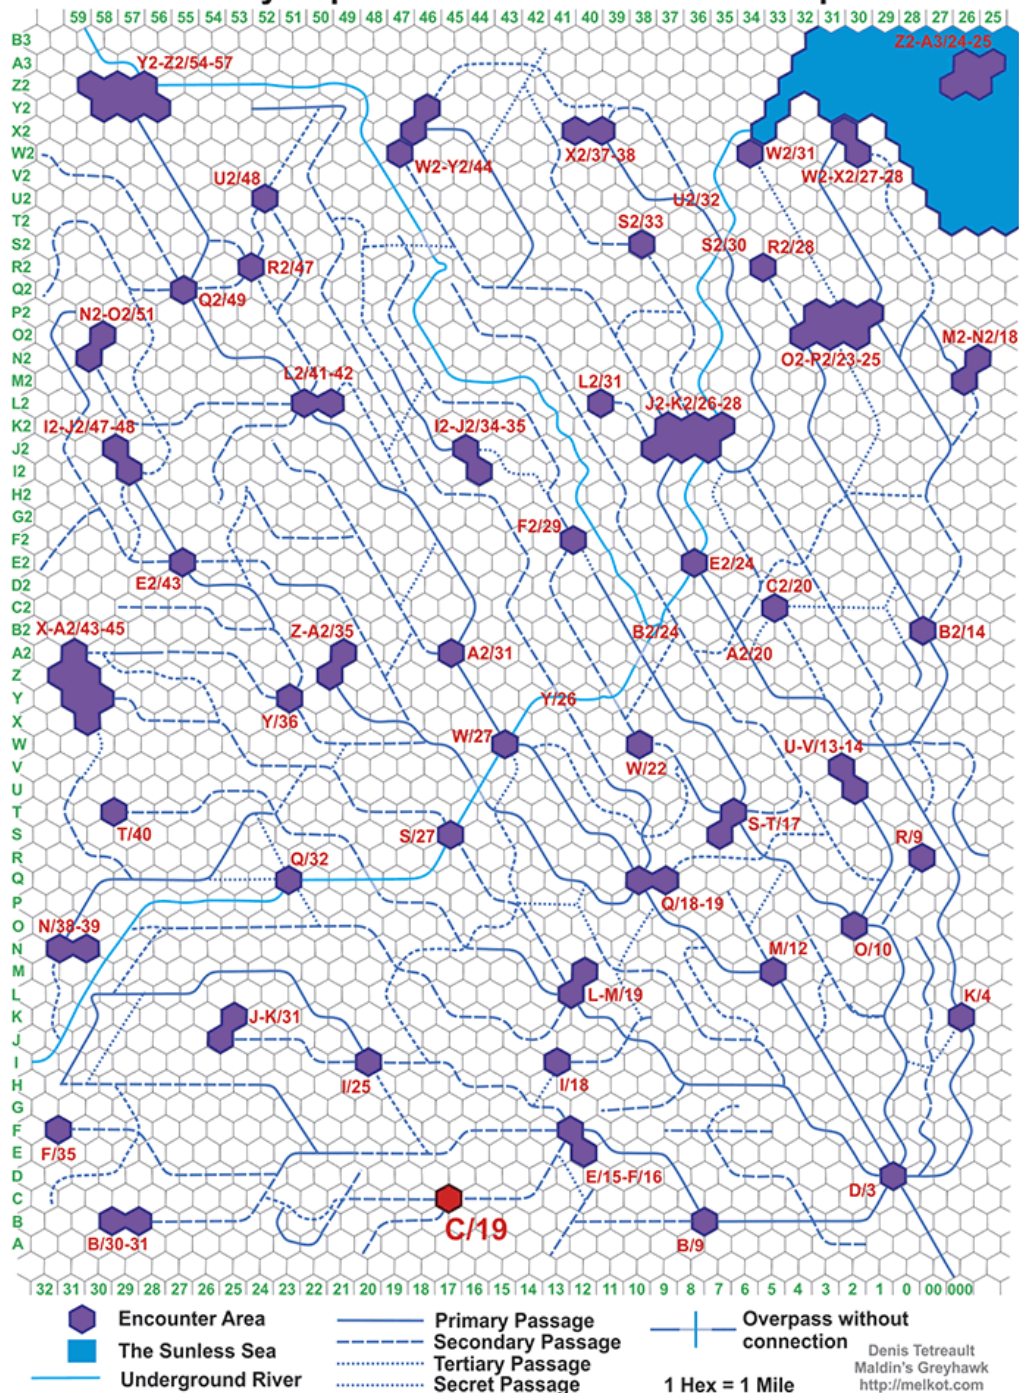 59 58 57 56 55 54 53 52 51 50 49 48 47 46 45 44 43 42 41 40 39 38 37 36 35 34 33 32 31 30 29 28 27 26 25
B3
A3
Z2
Y2
X2
W2
V2
U2
T2
S2
R2
Q2
P2
O2
N2
M2
L2
K2
J2
I2
H2
G2
F2
E2
D2
C2
B2
A2
Z
Y
X
W
V
U
T
S
R
Q
P
O
N
M
L
K
J
I
H
G
F
E
D
C
B
A
Z2-A3/24-25
Y2-Z2/54-57
W2-Y2/44
X2/37-38
W2/31
W2-X2/27-28
U2/48
U2/32
S2/33
S2/30
R2/28
R2/47
Q2/49
N2-O2/51
O2-P2/23-25
M2-N2/18
L2/41-42
L2/31
J2-K2/26-28
I2-J2/47-48
I2-J2/34-35
F2/29
E2/43
E2/24
C2/20
X-A2/43-45
Z-A2/35
B2/24
B2/14
A2/31
A2/20
Y/36
Y/26
W/27
W/22
U-V/13-14
T/40
S/27
S-T/17
R/9
Q/32
Q/18-19
N/38-39
O/10
M/12
L-M/19
K/4
J-K/31
I/25
I/18
F/35
E/15-F/16
D/3
C/19
B/30-31
B/9
32 31 30 29 28 27 26 25 24 23 22 21 20 19 18 17 16 15 14 13 12 11 10 9 8 7 6 5 4 3 2 1 0 00 000
Encounter Area
The Sunless Sea
Underground River
Primary Passage
Secondary Passage
Tertiary Passage
Secret Passage
Overpass without
connection
1 Hex = 1 Mile
Denis Tetreault
Maldin's Greyhawk
http://melkot.com